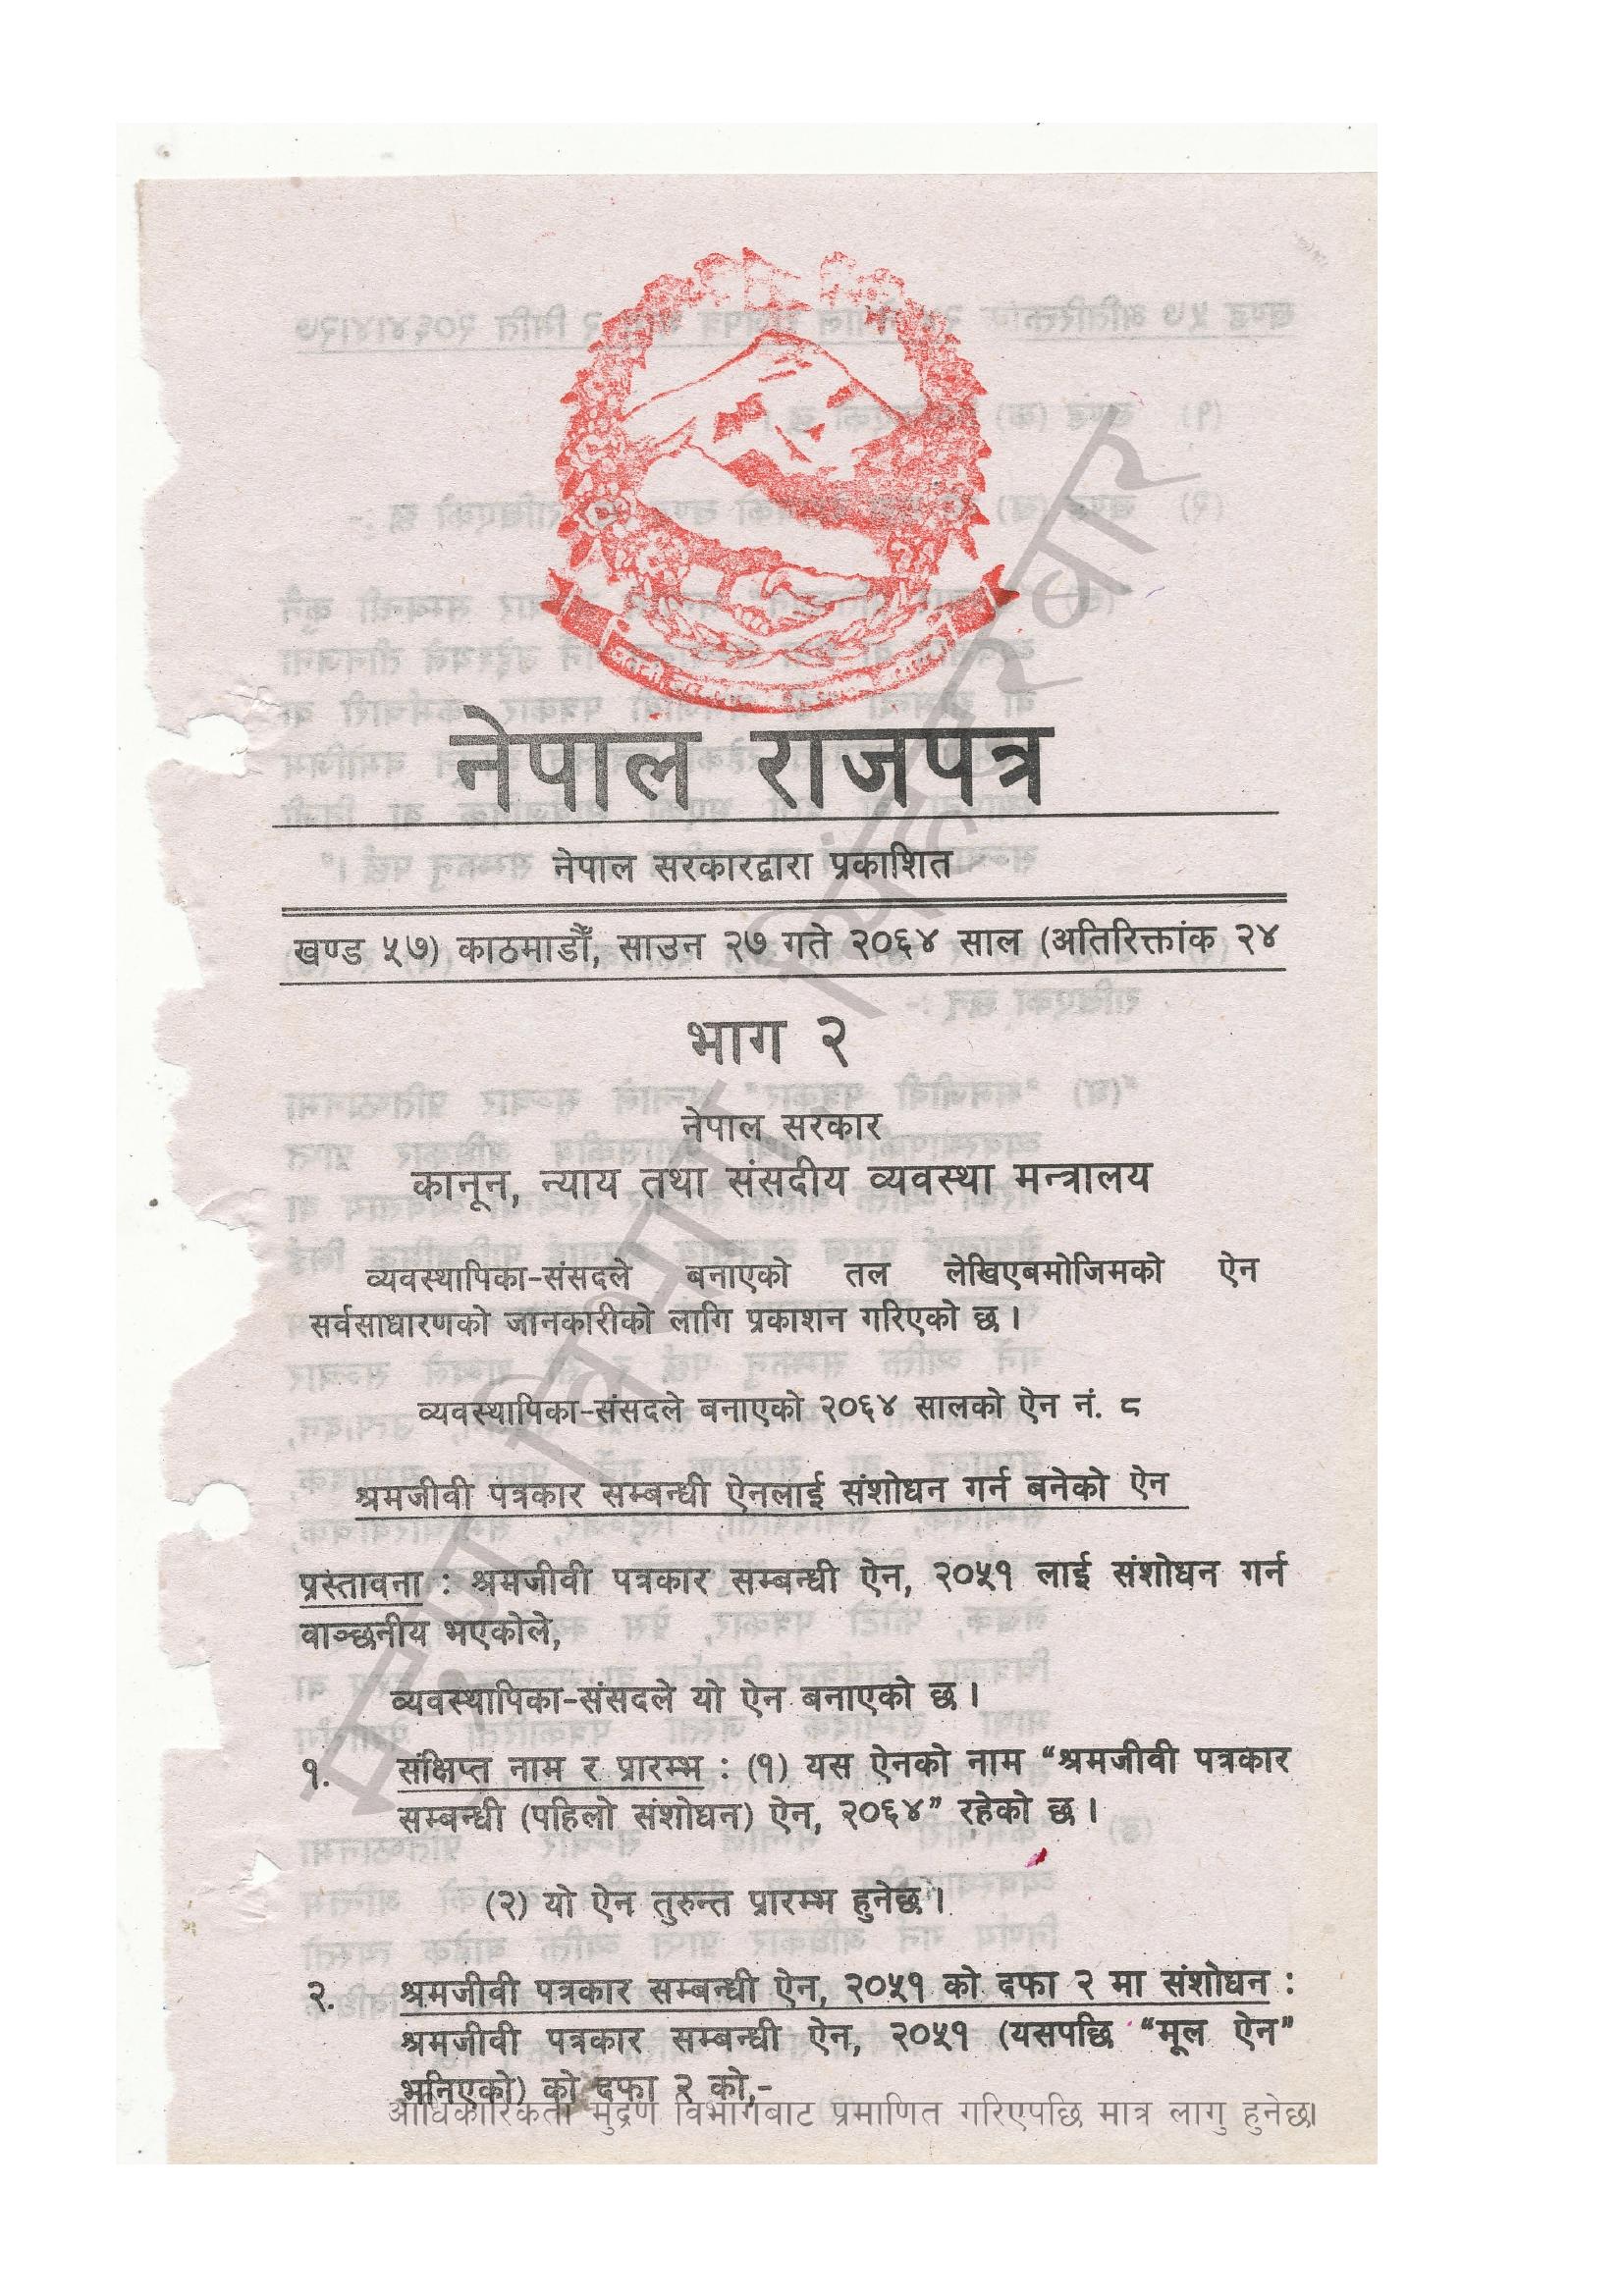 नेपाल राजपत्र
नेपाल सरकारद्वारा प्रकाशित
खण्ड ५७) काठमाडौँ, साउन २७ गते २०६४ साल (अतिरिक्तांक २४
भाग २
नेपाल सरकार
कानून, न्याय तथा संसदीय व्यवस्था मन्त्रालय
व्यवस्थापिका-संसदले बनाएको तल लेखिएबमोजिमको ऐन
सर्वसाधारणको जानकारीको लागि प्रकाशन गरिएको छ ।
व्यवस्थापिका-संसदले बनाएको २०६४ सालको ऐन नं. ८
श्रमजीवी पत्रकार सम्बन्धी ऐनलाई संशोधन गर्न बनेको ऐन
प्रस्तावना : श्रमजीवी पत्रकार सम्बन्धी ऐन, २०५१ लाई संशोधन गर्न
वाञ्छनीय भएकोले,
व्यवस्थापिका-संसदले यो ऐन बनाएको छ ।
१. संक्षिप्त नाम र प्रारम्भ : (१) यस ऐनको नाम “श्रमजीवी पत्रकार
सम्बन्धी (पहिलो संशोधन) ऐन, २०६४” रहेको छ ।
(२) यो ऐन तुरुन्त प्रारम्भ हुनेछ ।
२. श्रमजीवी पत्रकार सम्बन्धी ऐन, २०५१ को दफा २ मा संशोधन :
श्रमजीवी पत्रकार सम्बन्धी ऐन, २०५१ (यसपछि “मूल ऐन”
भनिएको) को दफा २ को,-
आधिकारिकता मुद्रण विभागबाट प्रमाणित गरिएपछि मात्र लागु हुनेछ।
मुद्रण विभाग